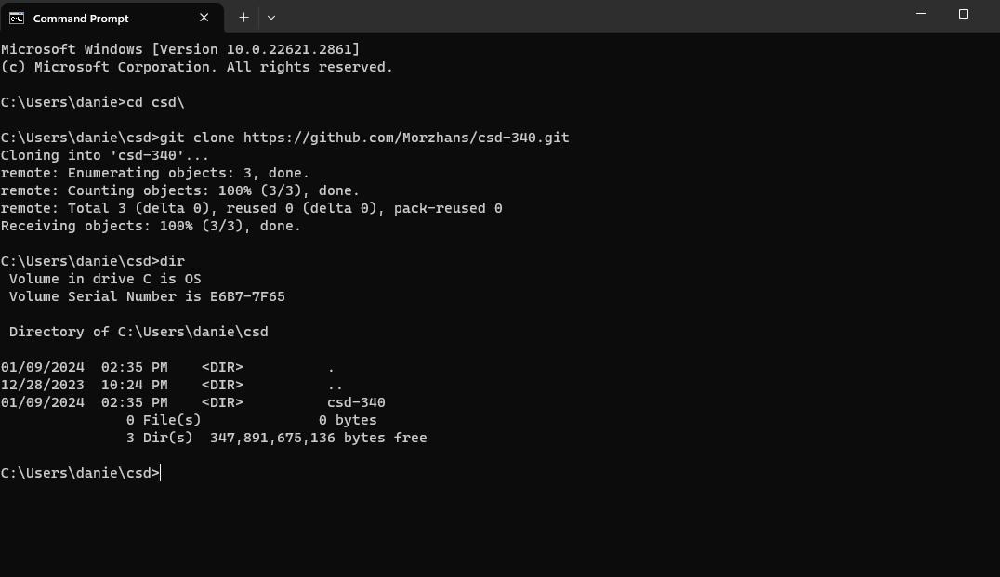 Command Prompt
Microsoft Windows [Version 10.0.22621.2861]
(c) Microsoft Corporation. All rights reserved.
C:\Users\danie>cd csd\
C:\Users\danie\csd>git clone https://github.com/Morzhans/csd-340.git
Cloning into 'csd-340'...
remote: Enumerating objects: 3, done.
remote: Counting objects: 100% (3/3), done.
remote: Total 3 (delta 0), reused 0 (delta 0), pack-reused 0
Receiving objects: 100% (3/3), done.
C:\Users\danie\csd>dir
 Volume in drive C is OS
 Volume Serial Number is E6B7-7F65
 Directory of C:\Users\danie\csd
01/09/2024  02:35 PM    <DIR>          .
12/28/2023  10:24 PM    <DIR>          ..
01/09/2024  02:35 PM    <DIR>          csd-340
               0 File(s)              0 bytes
               3 Dir(s)  347,891,675,136 bytes free
C:\Users\danie\csd>